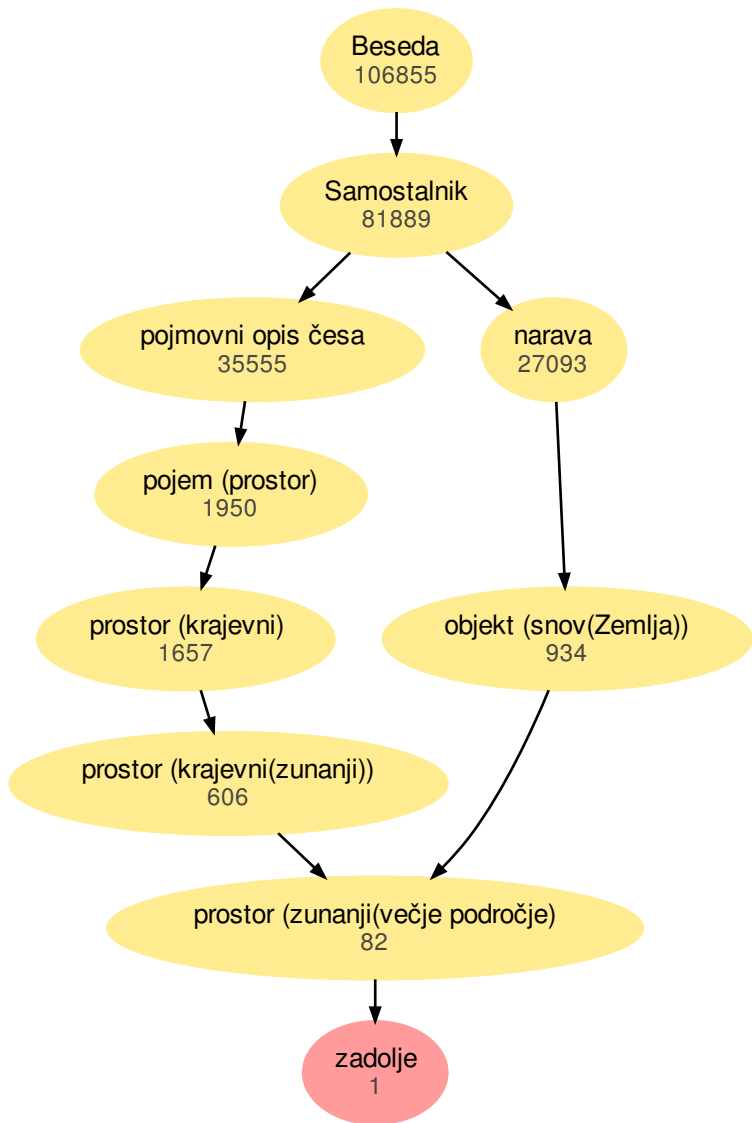 Beseda
106855
Samostalnik
81889
pojmovni opis česa
35555
narava
27093
pojem (prostor)
1950
prostor (krajevni)
1657
objekt (snov(Zemlja))
934
prostor (krajevni(zunanji))
606
prostor (zunanji(večje področje)
82
zadolje
1